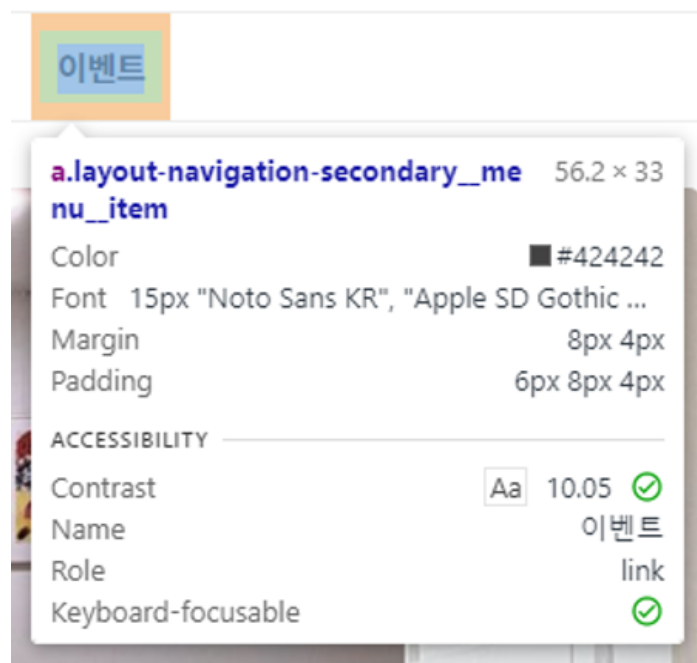 이벤트
a.layout-navigation-secondary__me 56.2 × 33
nu__item
Color #424242
Font 15px "Noto Sans KR", "Apple SD Gothic ...
Margin 8px 4px
Padding 6px 8px 4px
ACCESSIBILITY
Contrast Aa 10.05
Name 이벤트
Role link
Keyboard-focusable